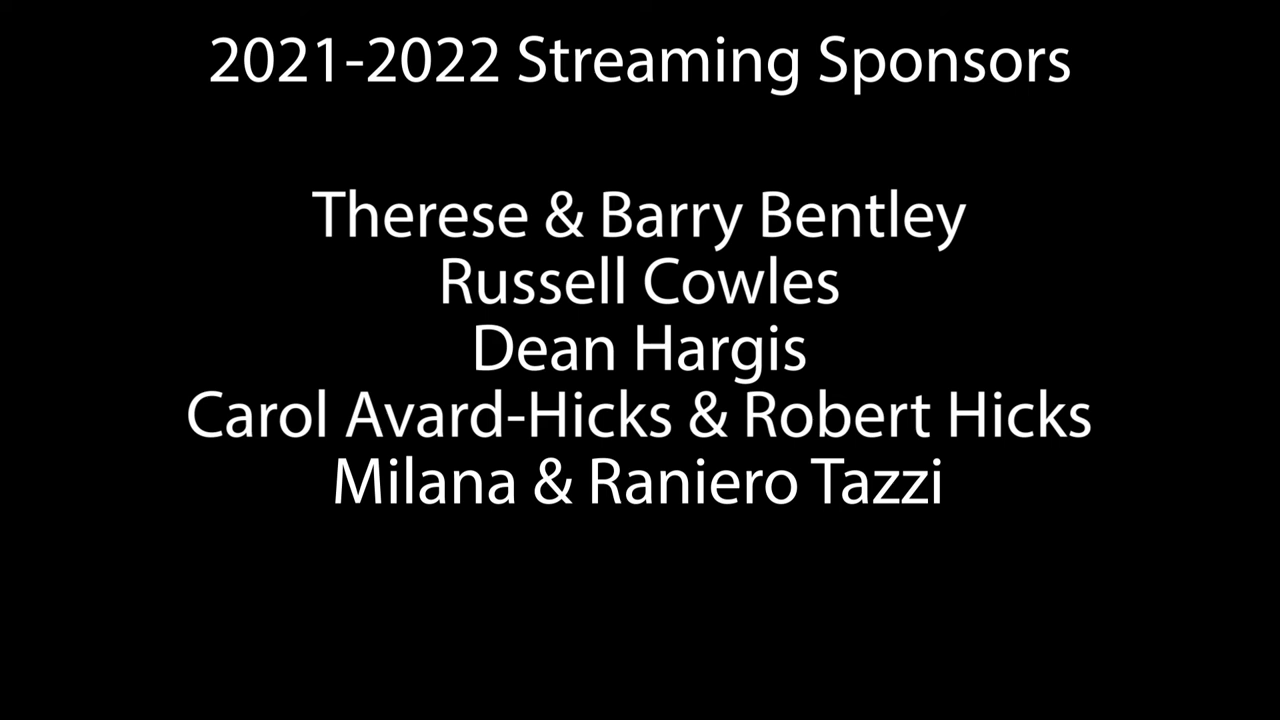 2021-2022 Streaming Sponsors
Therese & Barry Bentley
Russell Cowles
Dean Hargis
Carol Avard-Hicks & Robert Hicks
Milana & Raniero Tazzi